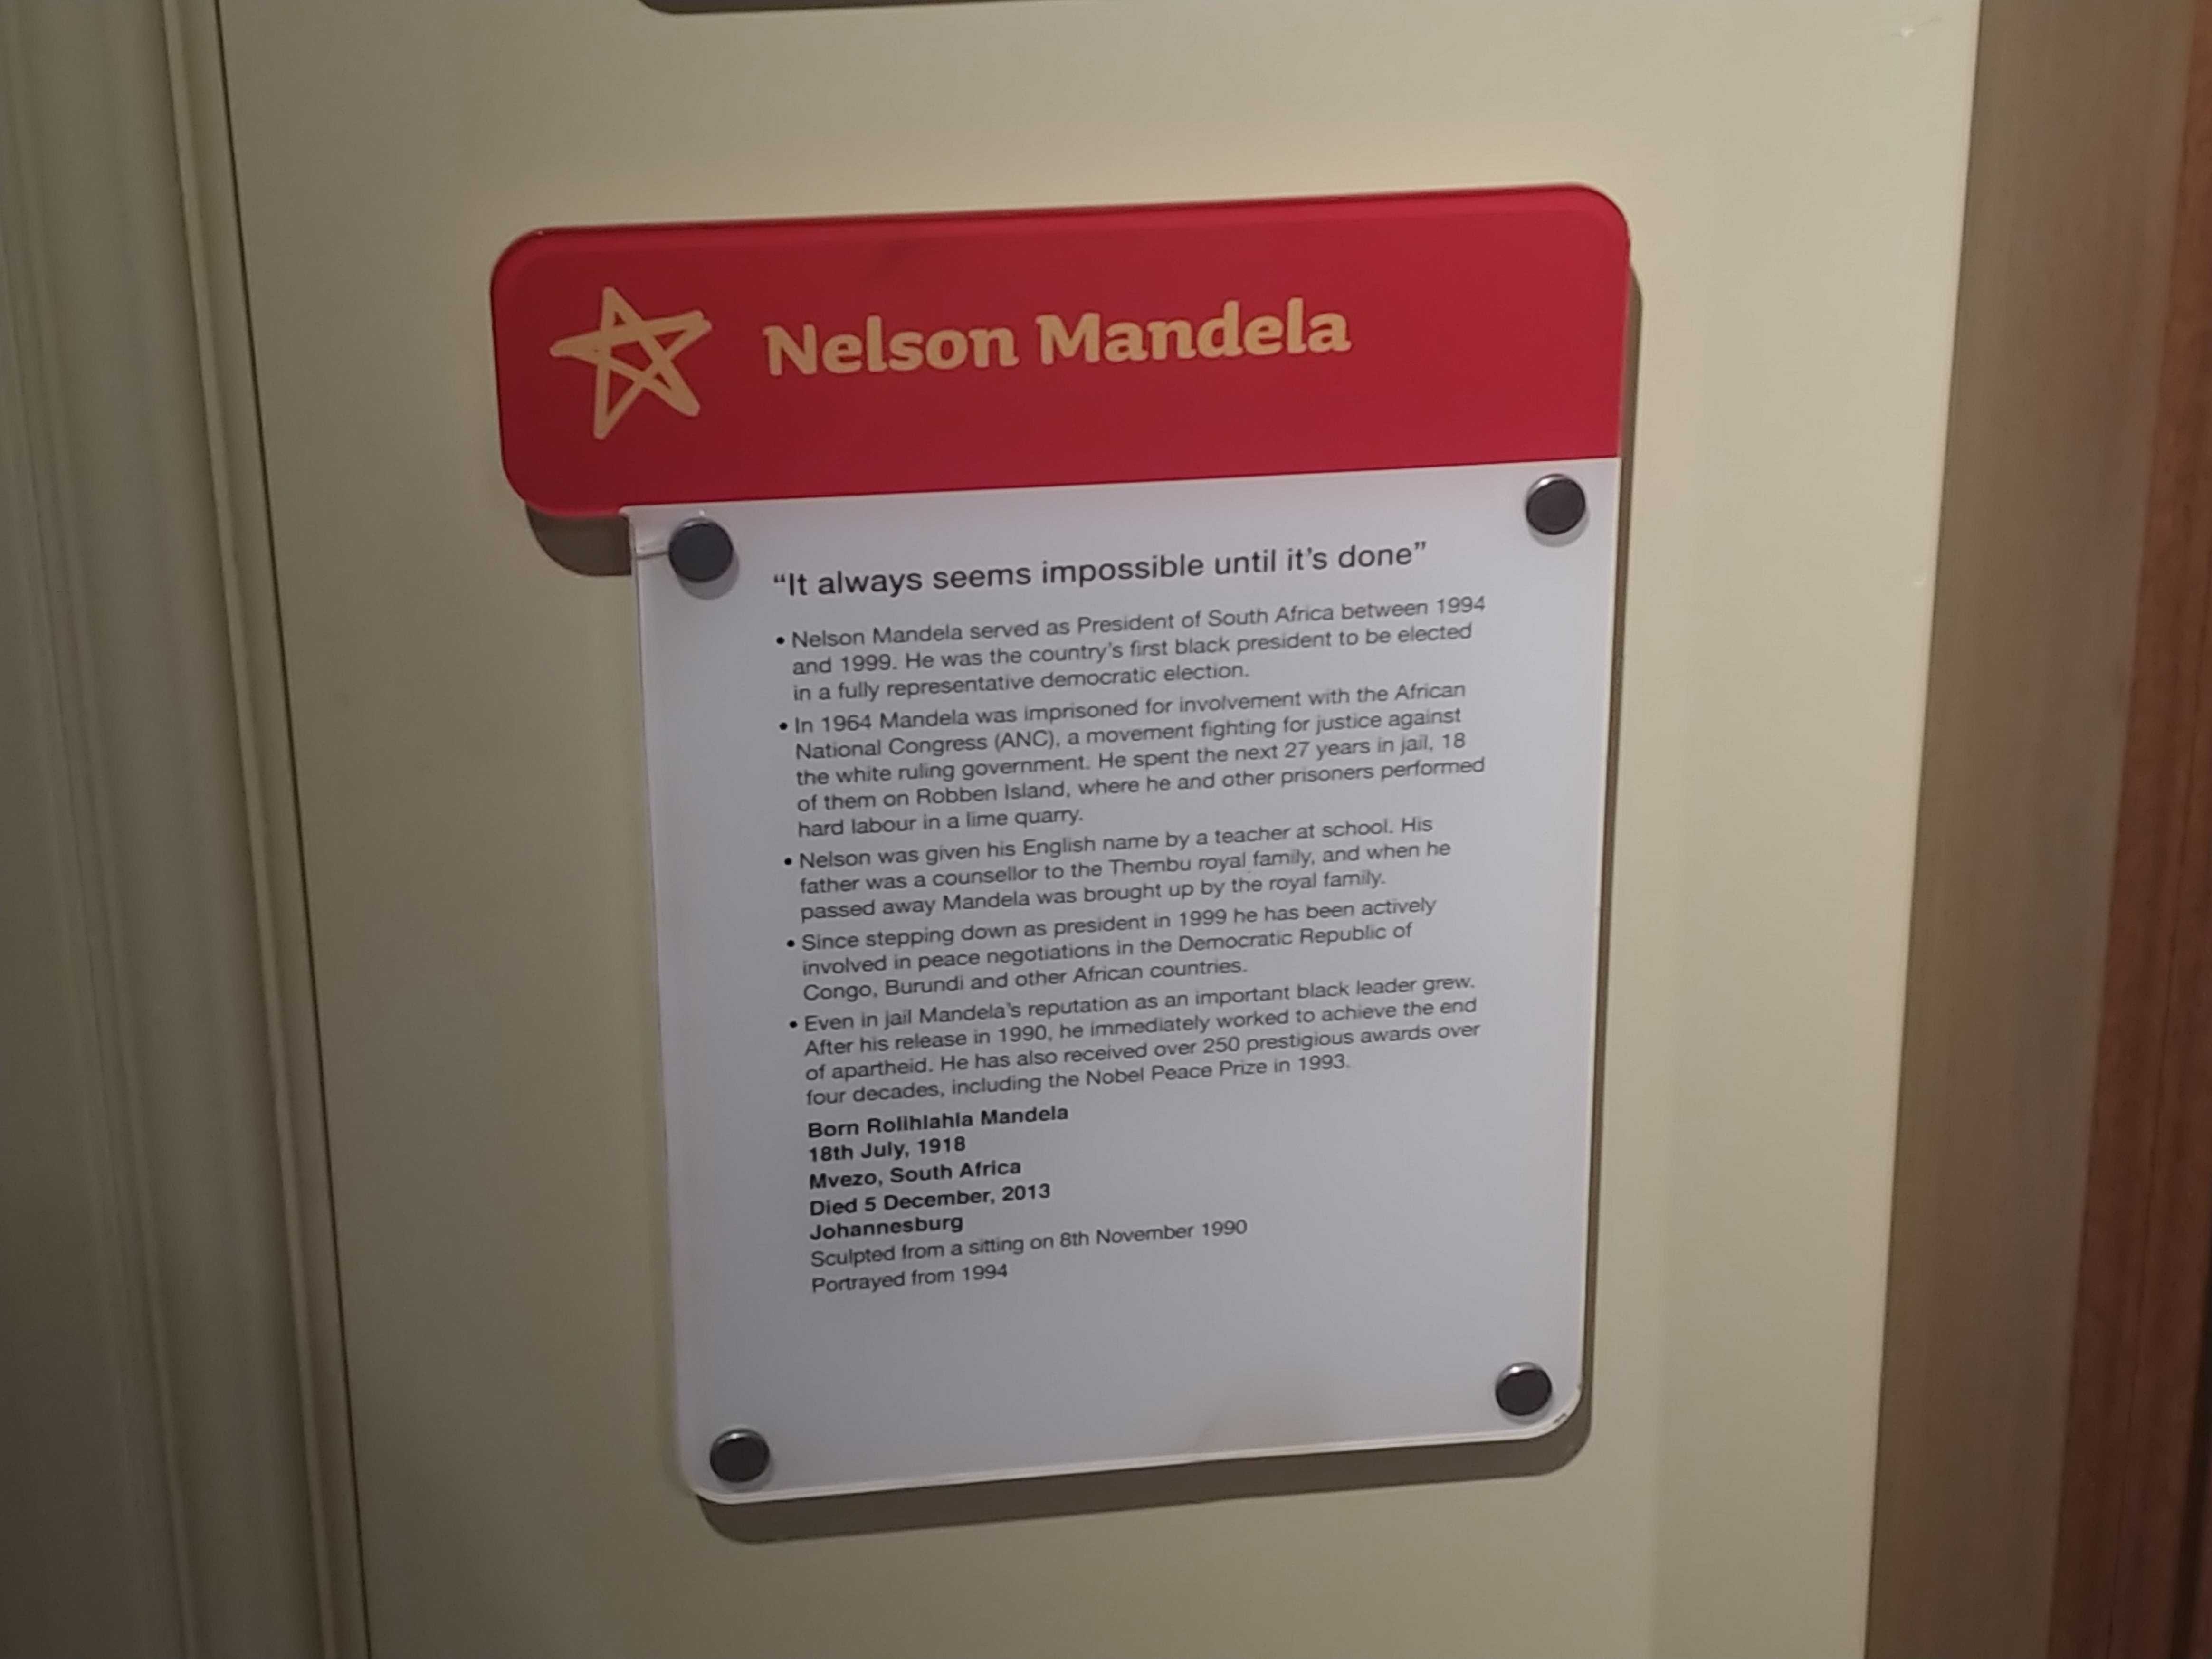 Nelson Mandela
“It always seems impossible until it’s done”
• Nelson Mandela served as President of South Africa between 1994
and 1999. He was the country’s first black president to be elected
in a fully representative democratic election.
• In 1964 Mandela was imprisoned for involvement with the African
National Congress (ANC), a movement fighting for justice against
the white ruling government. He spent the next 27 years in jail, 18
of them on Robben Island, where he and other prisoners performed
hard labour in a lime quarry.
• Nelson was given his English name by a teacher at school. His
father was a counsellor to the Thembu royal family, and when he
passed away Mandela was brought up by the royal family.
• Since stepping down as president in 1999 he has been actively
involved in peace negotiations in the Democratic Republic of
Congo, Burundi and other African countries.
• Even in jail Mandela’s reputation as an important black leader grew.
After his release in 1990, he immediately worked to achieve the end
of apartheid. He has also received over 250 prestigious awards over
four decades, including the Nobel Peace Prize in 1993.
Born Rolihlahla Mandela
18th July, 1918
Mvezo, South Africa
Died 5 December, 2013
Johannesburg
Sculpted from a sitting on 8th November 1990
Portrayed from 1994